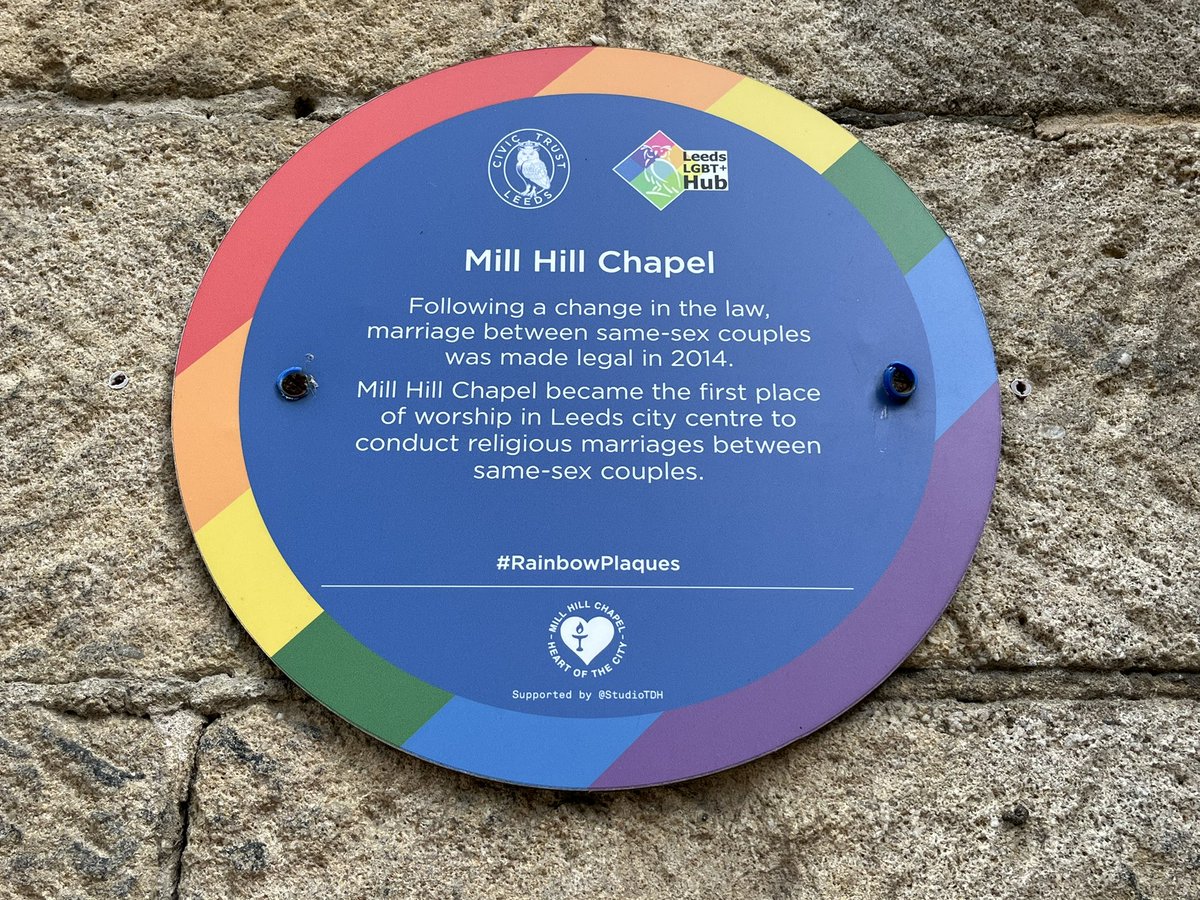 CIVIC TRUST
LEEDS
Leeds
LGBT+
Hub
Mill Hill Chapel
Following a change in the law,
marriage between same-sex couples
was made legal in 2014.
Mill Hill Chapel became the first place
of worship in Leeds city centre to
conduct religious marriages between
same-sex couples.
#RainbowPlaques
MILL HILL CHAPEL
HEART OF THE CITY
Supported by @StudioTDH